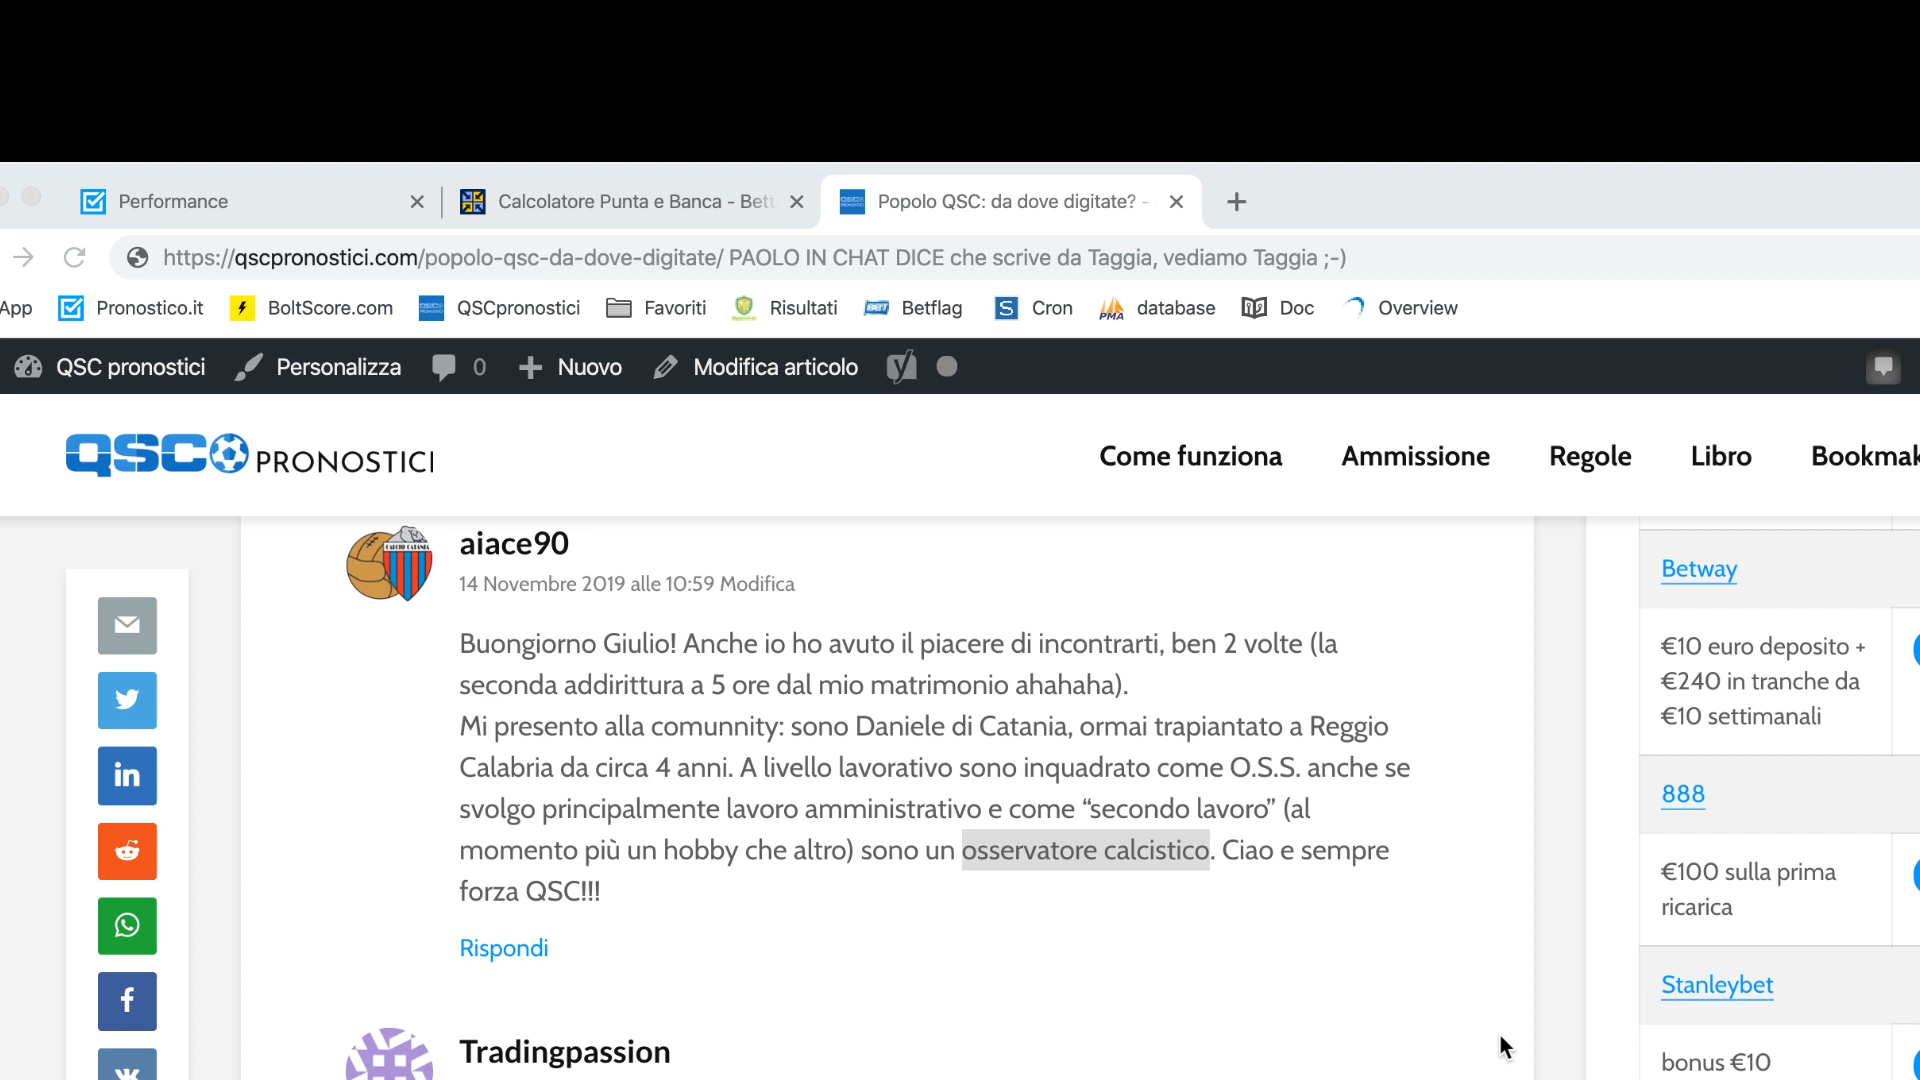 Performance
Calcolatore Punta e Banca - Bett
Popolo QSC: da dove digitate? -
https://qscpronostici.com/popolo-qsc-da-dove-digitate/ PAOLO IN CHAT DICE che scrive da Taggia, vediamo Taggia ;-)
App Pronostico.it BoltScore.com QSCpronostici Favoriti Risultati Betflag Cron database Doc Overview
QSC pronostici Personalizza 0 Nuovo Modifica articolo
QSC PRONOSTICI
Come funziona Ammissione Regole Libro Bookmak
aiace90
14 Novembre 2019 alle 10:59 Modifica
Buongiorno Giulio! Anche io ho avuto il piacere di incontrarti, ben 2 volte (la
seconda addirittura a 5 ore dal mio matrimonio ahahaha).
Mi presento alla comunnity: sono Daniele di Catania, ormai trapiantato a Reggio
Calabria da circa 4 anni. A livello lavorativo sono inquadrato come O.S.S. anche se
svolgo principalmente lavoro amministrativo e come “secondo lavoro” (al
momento più un hobby che altro) sono un osservatore calcistico. Ciao e sempre
forza QSC!!!
Rispondi
Tradingpassion
Betway
€10 euro deposito +
€240 in tranche da
€10 settimanali
888
€100 sulla prima
ricarica
Stanleybet
bonus €10